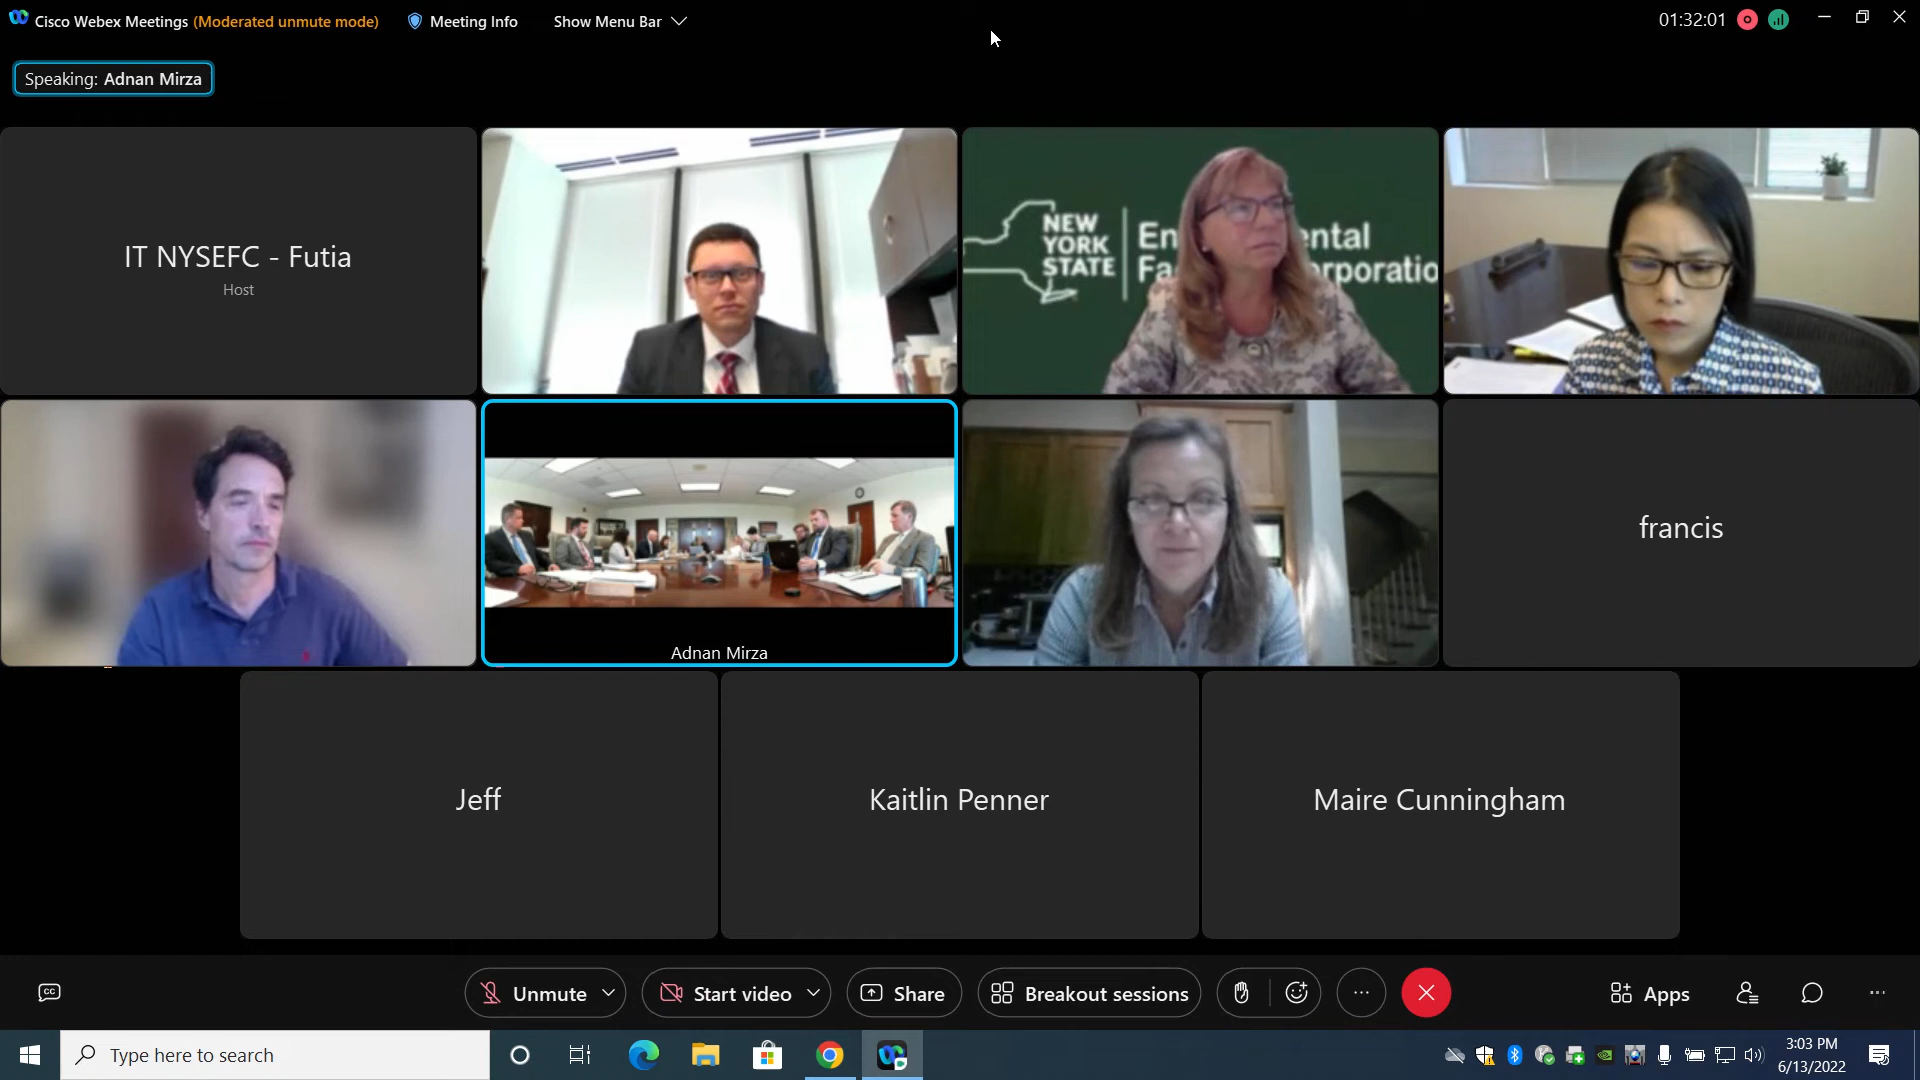 Cisco Webex Meetings (Moderated unmute mode)
Meeting Info
Show Menu Bar
01:32:01
Speaking: Adnan Mirza
IT NYSEFC - Futia
Host
NEW
YORK
STATE
En ental
Fa rporatio
Adnan Mirza
francis
Jeff
Kaitlin Penner
Maire Cunningham
CC
Unmute
Start video
Share
Breakout sessions
Apps
Type here to search
3:03 PM
6/13/2022